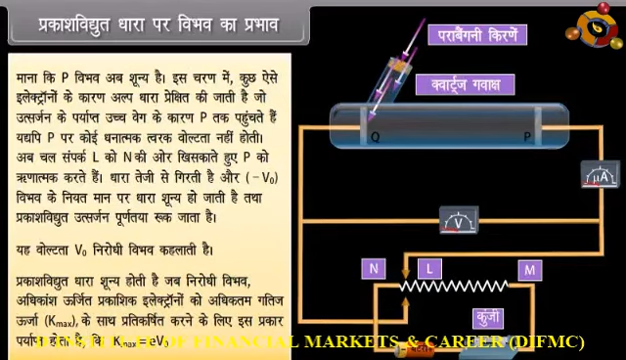 प्रकाशविद्युत धारा पर विभव का प्रभाव
पराबैंगनी किरणें
क्वार्ट्ज़ गवाक्ष
माना कि P विभव अब शून्य है। इस चरण में, कुछ ऐसे
इलेक्ट्रॉनों के कारण अल्प धारा प्रेक्षित की जाती है जो
उत्सर्जन के पर्याप्त उच्च वेग के कारण P तक पहुंचते हैं
यद्यपि P पर कोई धनात्मक त्वरक वोल्टता नहीं होती।
अब चल संपर्क L को N की ओर खिसकाते हुए P को
ऋणात्मक करते हैं। धारा तेजी से गिरती है और (– V₀)
विभव के नियत मान पर धारा शून्य हो जाती है तथा
प्रकाशविद्युत उत्सर्जन पूर्णतया रूक जाता है।
यह वोल्टता V₀ निरोधी विभव कहलाती है।
प्रकाशविद्युत धारा शून्य होती है जब निरोधी विभव,
अधिकांश ऊर्जित प्रकाशिक इलेक्ट्रॉनों को अधिकतम गतिज
ऊर्जा (Kmax), के साथ प्रतिकर्षित करने के लिए इस प्रकार
पर्याप्त होता है, कि Kmax = eV₀
Q
P
μA
V
N
L
M
कुंजी
OF FINANCIAL MARKETS & CAREER (DIFMC)